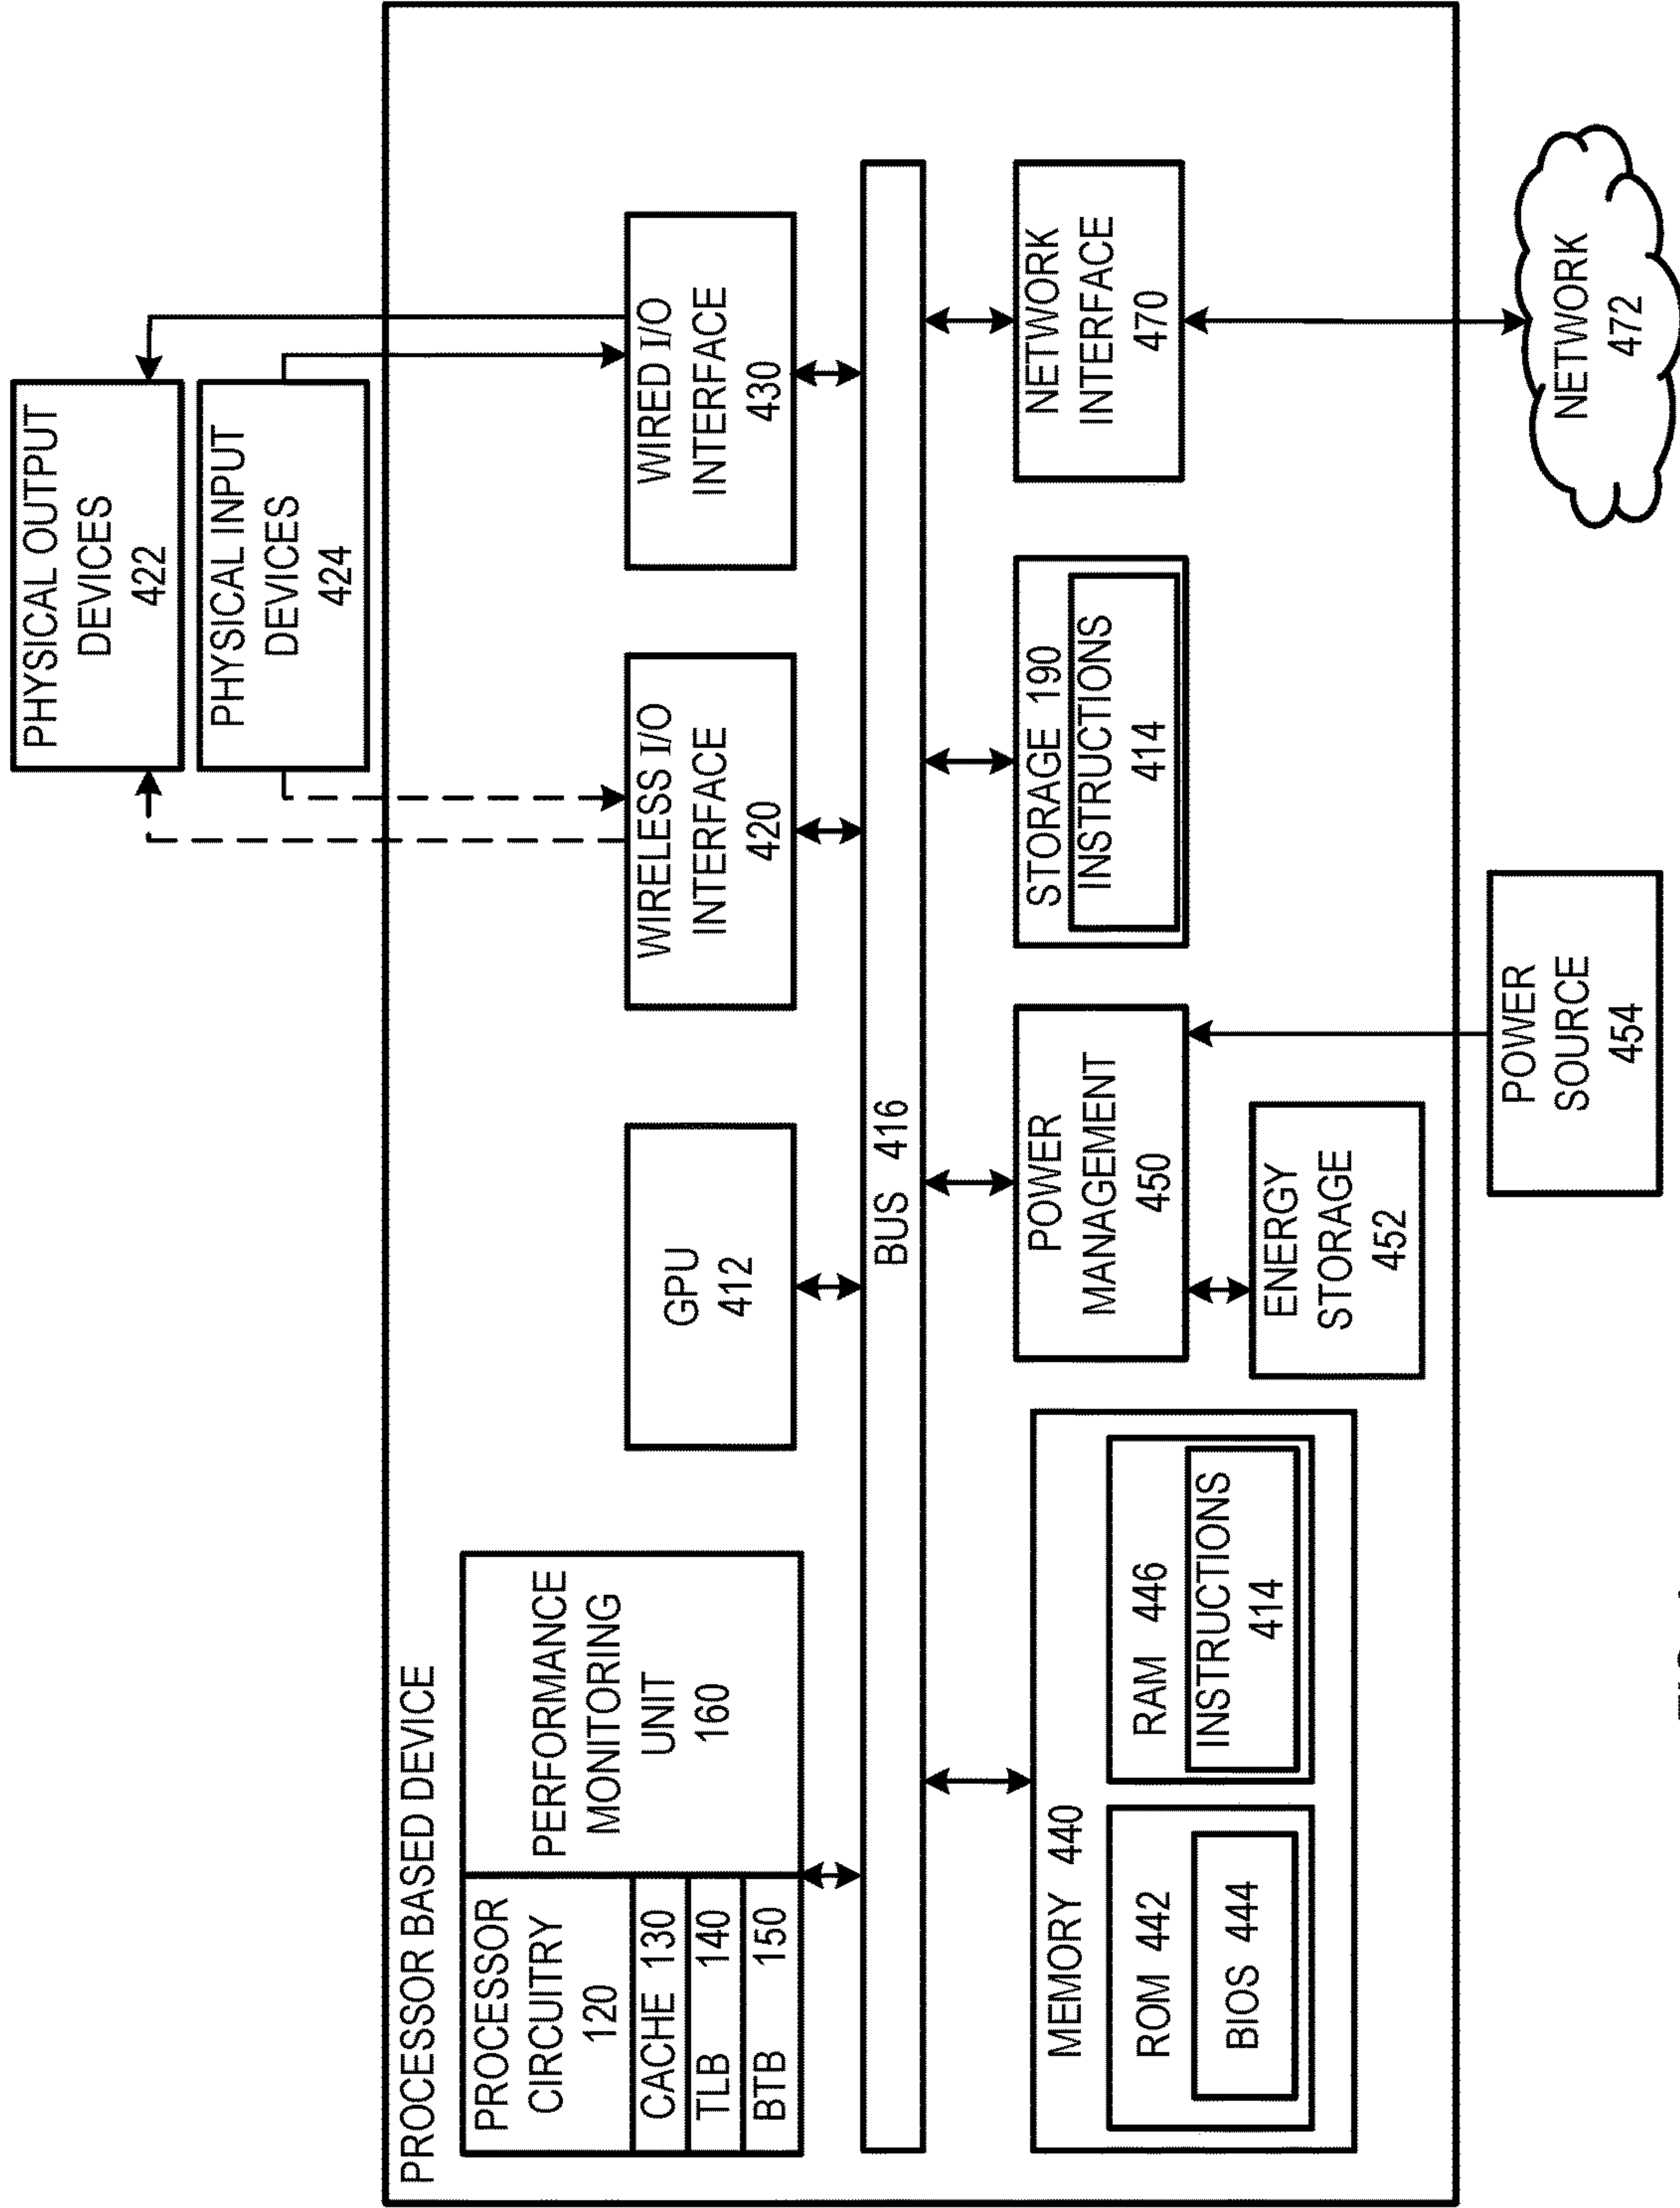 PHYSICAL OUTPUT
DEVICES
422
PHYSICAL INPUT
DEVICES
424
PROCESSOR BASED DEVICE
PROCESSOR
CIRCUITRY
120
CACHE 130
TLB 140
BTB 150
PERFORMANCE
MONITORING
UNIT
160
GPU
412
WIRELESS I/O
INTERFACE
420
WIRED I/O
INTERFACE
430
BUS 416
MEMORY 440
ROM 442
BIOS 444
RAM 446
INSTRUCTIONS
414
POWER
MANAGEMENT
450
ENERGY
STORAGE
452
STORAGE 190
INSTRUCTIONS
414
NETWORK
INTERFACE
470
POWER
SOURCE
454
NETWORK
472